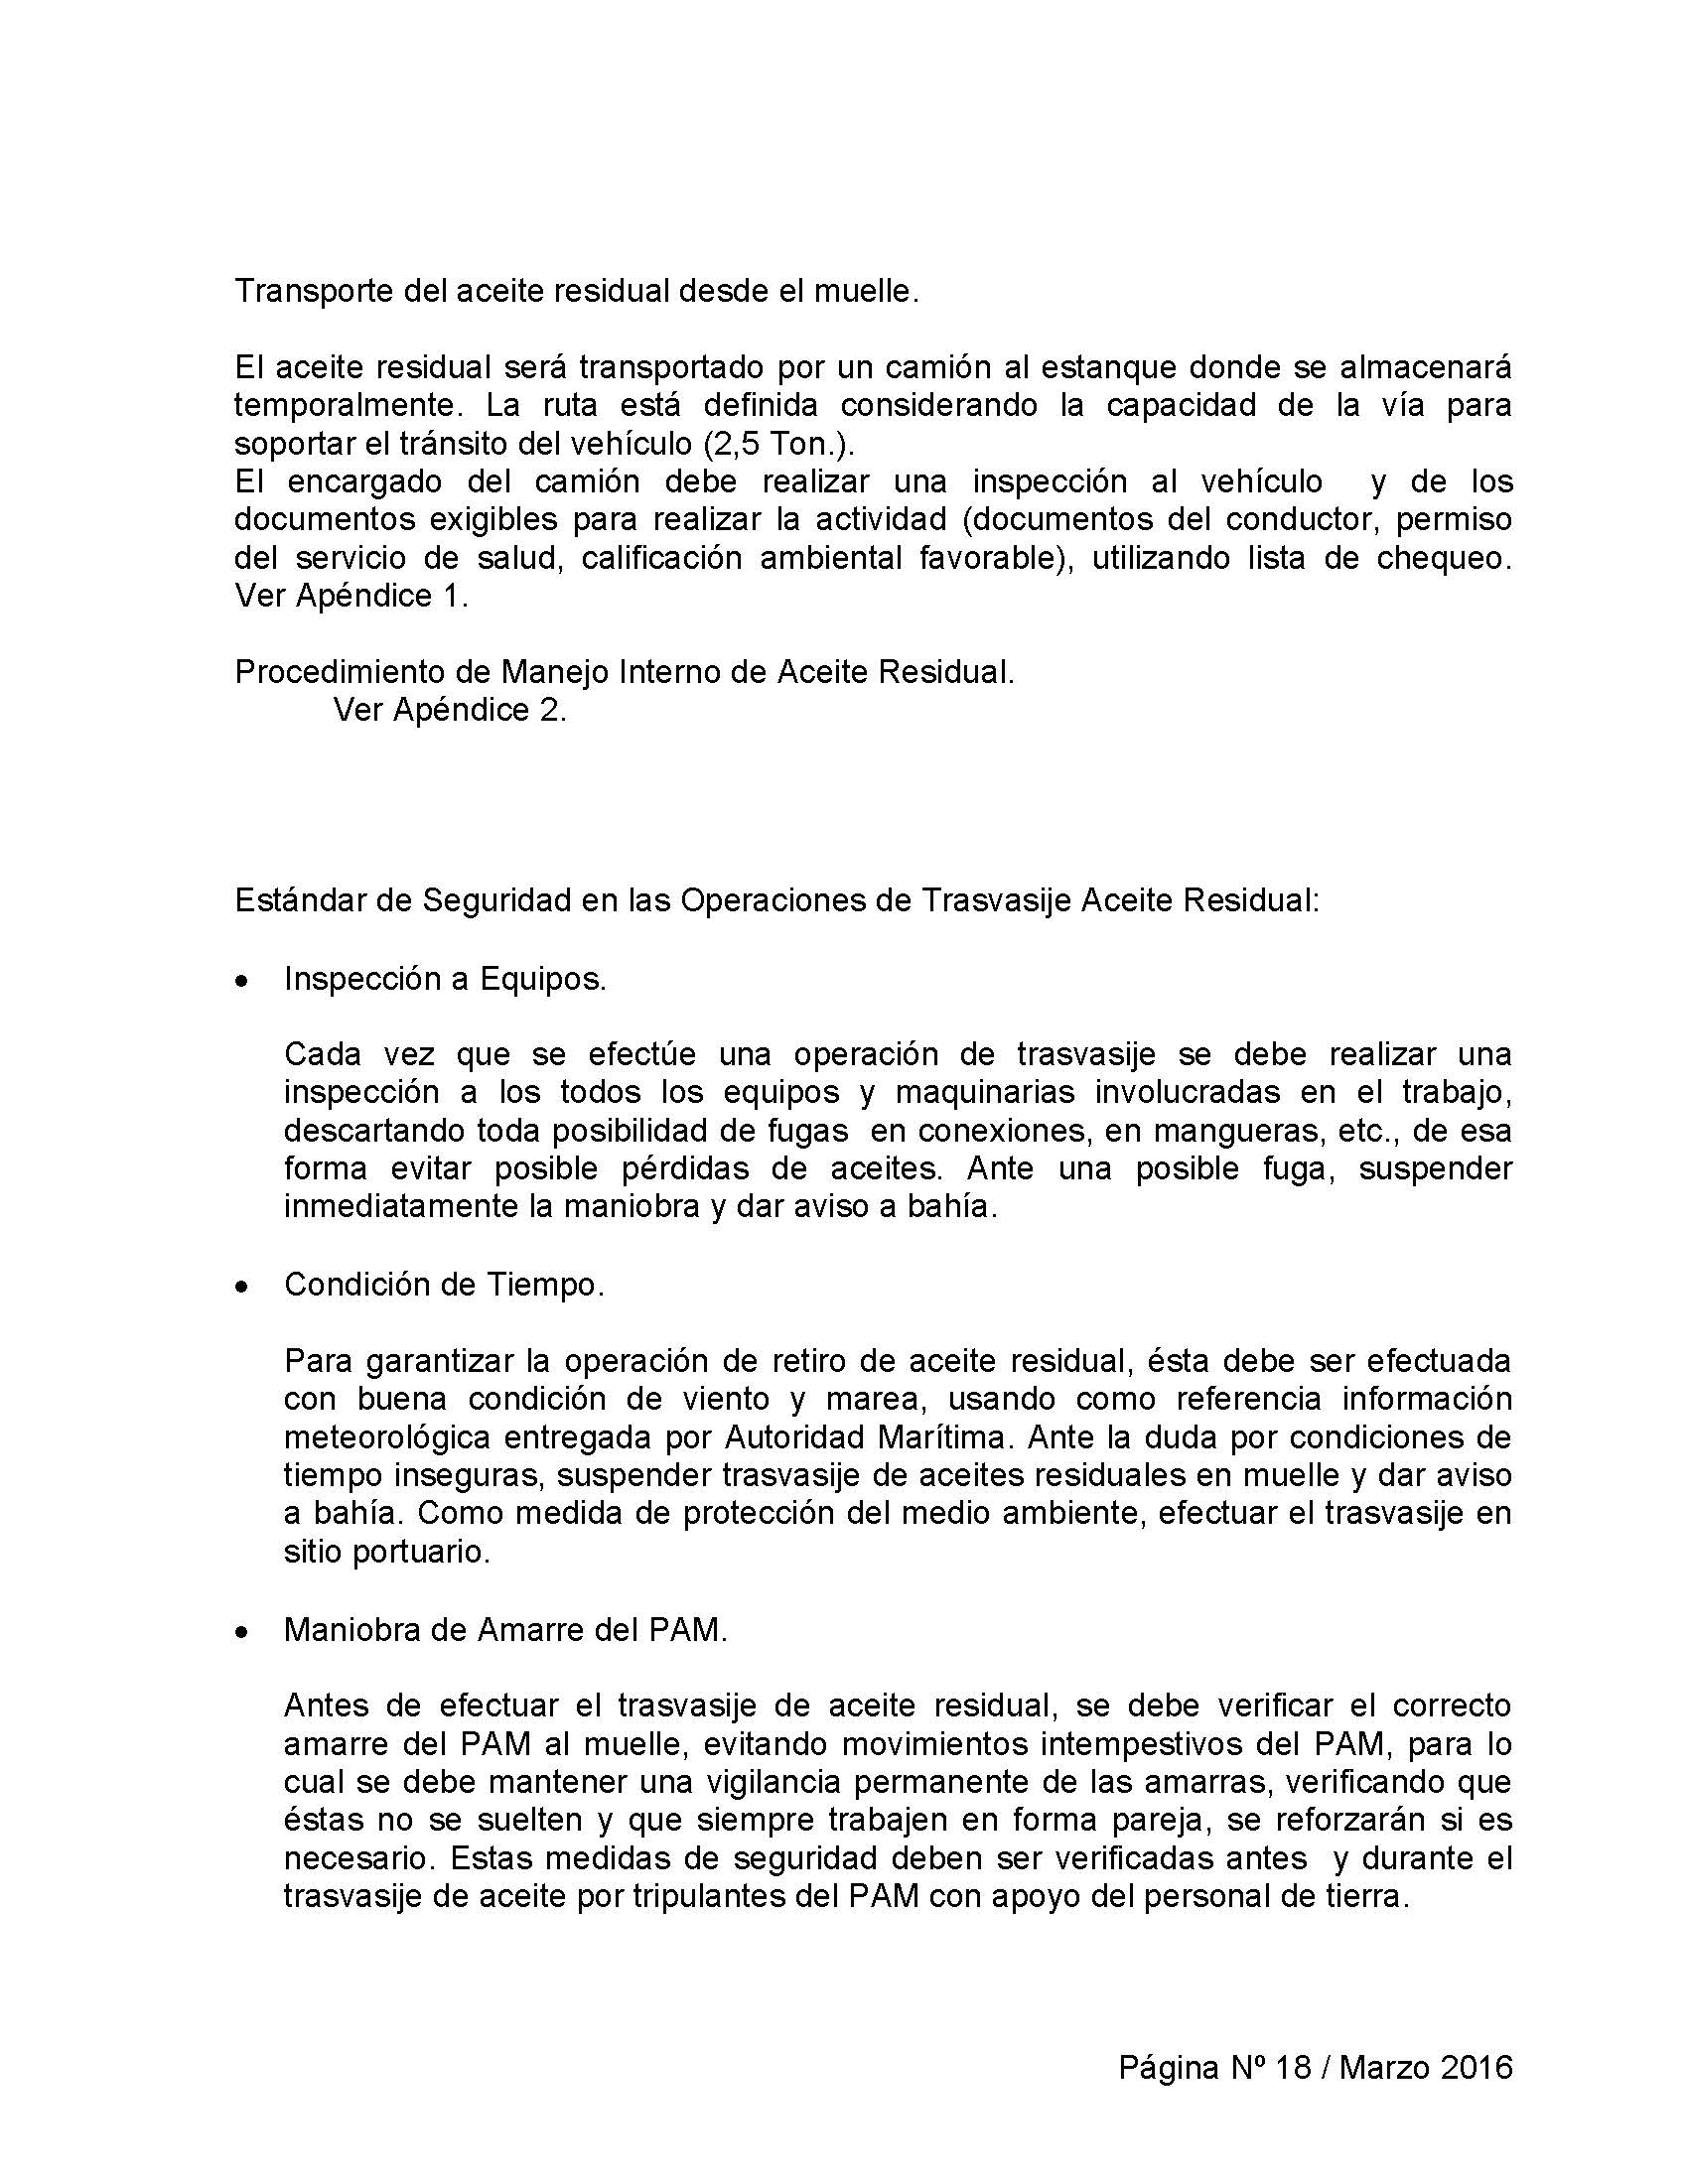 Transporte del aceite residual desde el muelle.
El aceite residual será transportado por un camión al estanque donde se almacenará
temporalmente. La ruta está definida considerando la capacidad de la vía para
soportar el tránsito del vehículo (2,5 Ton.).
El encargado del camión debe realizar una inspección al vehículo  y de los
documentos exigibles para realizar la actividad (documentos del conductor, permiso
del servicio de salud, calificación ambiental favorable), utilizando lista de chequeo.
Ver Apéndice 1.
Procedimiento de Manejo Interno de Aceite Residual.
Ver Apéndice 2.
Estándar de Seguridad en las Operaciones de Trasvasije Aceite Residual:
• Inspección a Equipos.
Cada vez que se efectúe una operación de trasvasije se debe realizar una
inspección a los todos los equipos y maquinarias involucradas en el trabajo,
descartando toda posibilidad de fugas  en conexiones, en mangueras, etc., de esa
forma evitar posible pérdidas de aceites. Ante una posible fuga, suspender
inmediatamente la maniobra y dar aviso a bahía.
• Condición de Tiempo.
Para garantizar la operación de retiro de aceite residual, ésta debe ser efectuada
con buena condición de viento y marea, usando como referencia información
meteorológica entregada por Autoridad Marítima. Ante la duda por condiciones de
tiempo inseguras, suspender trasvasije de aceites residuales en muelle y dar aviso
a bahía. Como medida de protección del medio ambiente, efectuar el trasvasije en
sitio portuario.
• Maniobra de Amarre del PAM.
Antes de efectuar el trasvasije de aceite residual, se debe verificar el correcto
amarre del PAM al muelle, evitando movimientos intempestivos del PAM, para lo
cual se debe mantener una vigilancia permanente de las amarras, verificando que
éstas no se suelten y que siempre trabajen en forma pareja, se reforzarán si es
necesario. Estas medidas de seguridad deben ser verificadas antes  y durante el
trasvasije de aceite por tripulantes del PAM con apoyo del personal de tierra.
Página Nº 18 / Marzo 2016